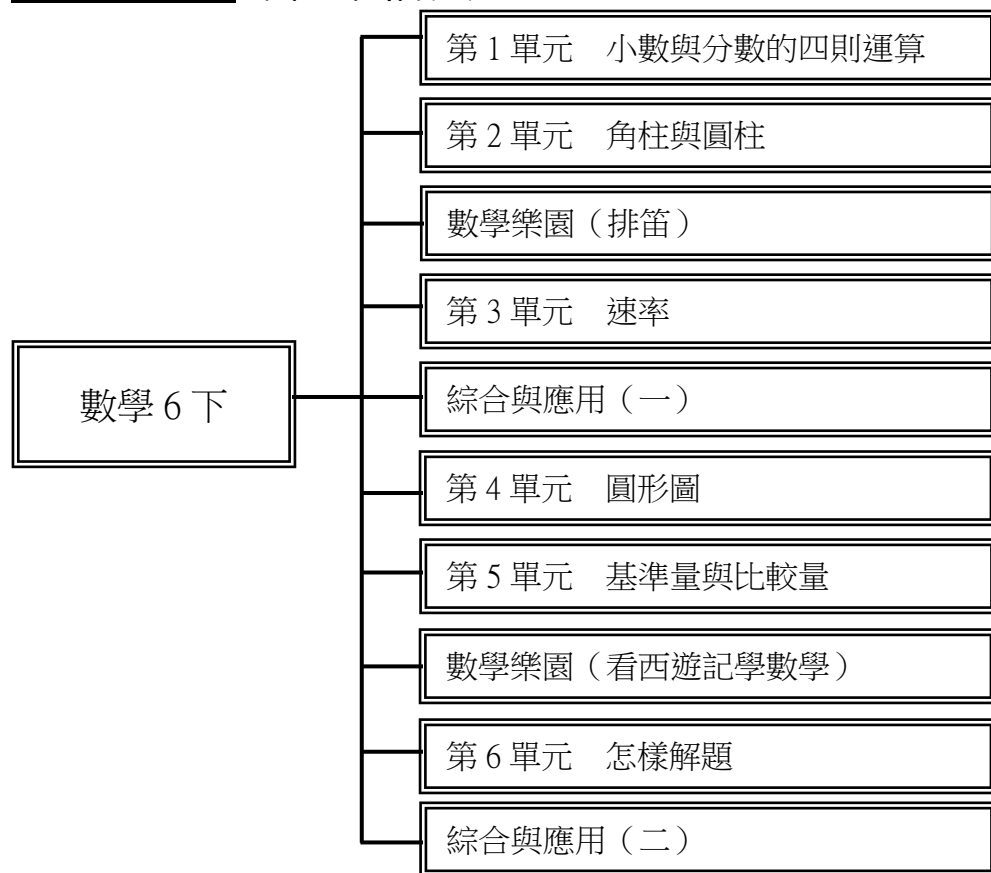 第1單元　小數與分數的四則運算
第2單元　角柱與圓柱
數學樂園（排笛）
第3單元　速率
數學6下
綜合與應用（一）
第4單元　圓形圖
第5單元　基準量與比較量
數學樂園（看西遊記學數學）
第6單元　怎樣解題
綜合與應用（二）